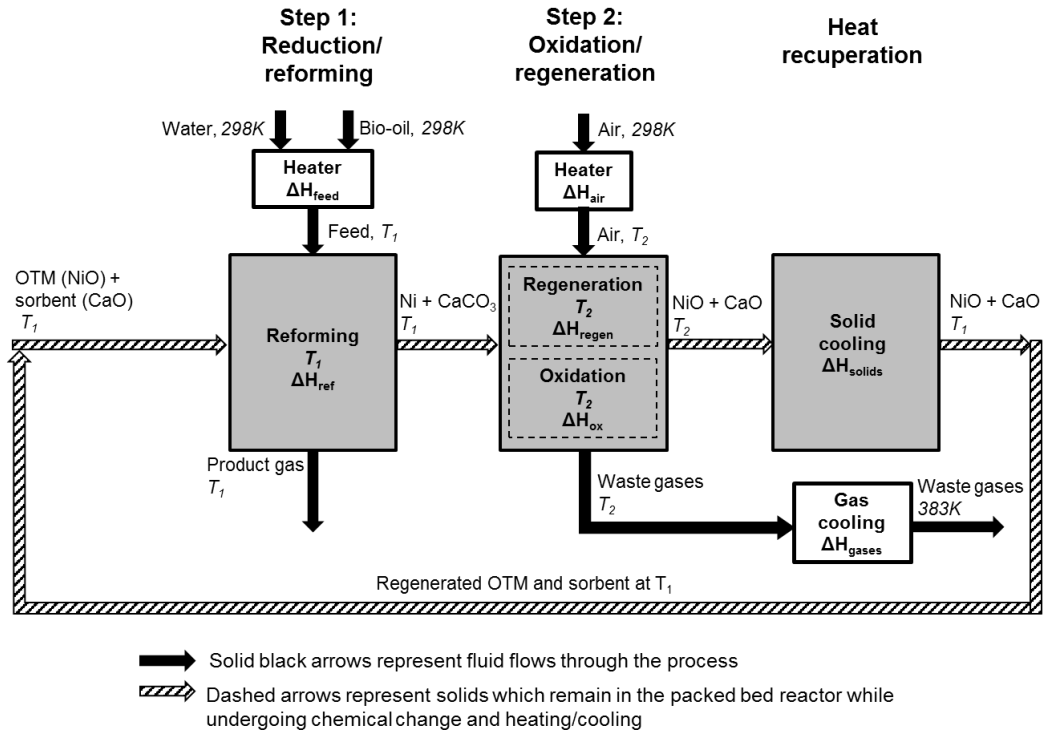 Step 1:
Reduction/
reforming
Step 2:
Oxidation/
regeneration
Heat
recuperation
Water, 298K
Bio-oil, 298K
Air, 298K
Heater
ΔHfeed
Heater
ΔHair
Feed, T1
Air, T2
OTM (NiO) +
sorbent (CaO)
T1
Reforming
T1
ΔHref
Ni + CaCO3
T1
Regeneration
T2
ΔHregen
Oxidation
T2
ΔHox
NiO + CaO
T2
Solid
cooling
ΔHsolids
NiO + CaO
T1
Product gas
T1
Waste gases
T2
Gas
cooling
ΔHgases
Waste gases
383K
Regenerated OTM and sorbent at T1
Solid black arrows represent fluid flows through the process
Dashed arrows represent solids which remain in the packed bed reactor while
undergoing chemical change and heating/cooling